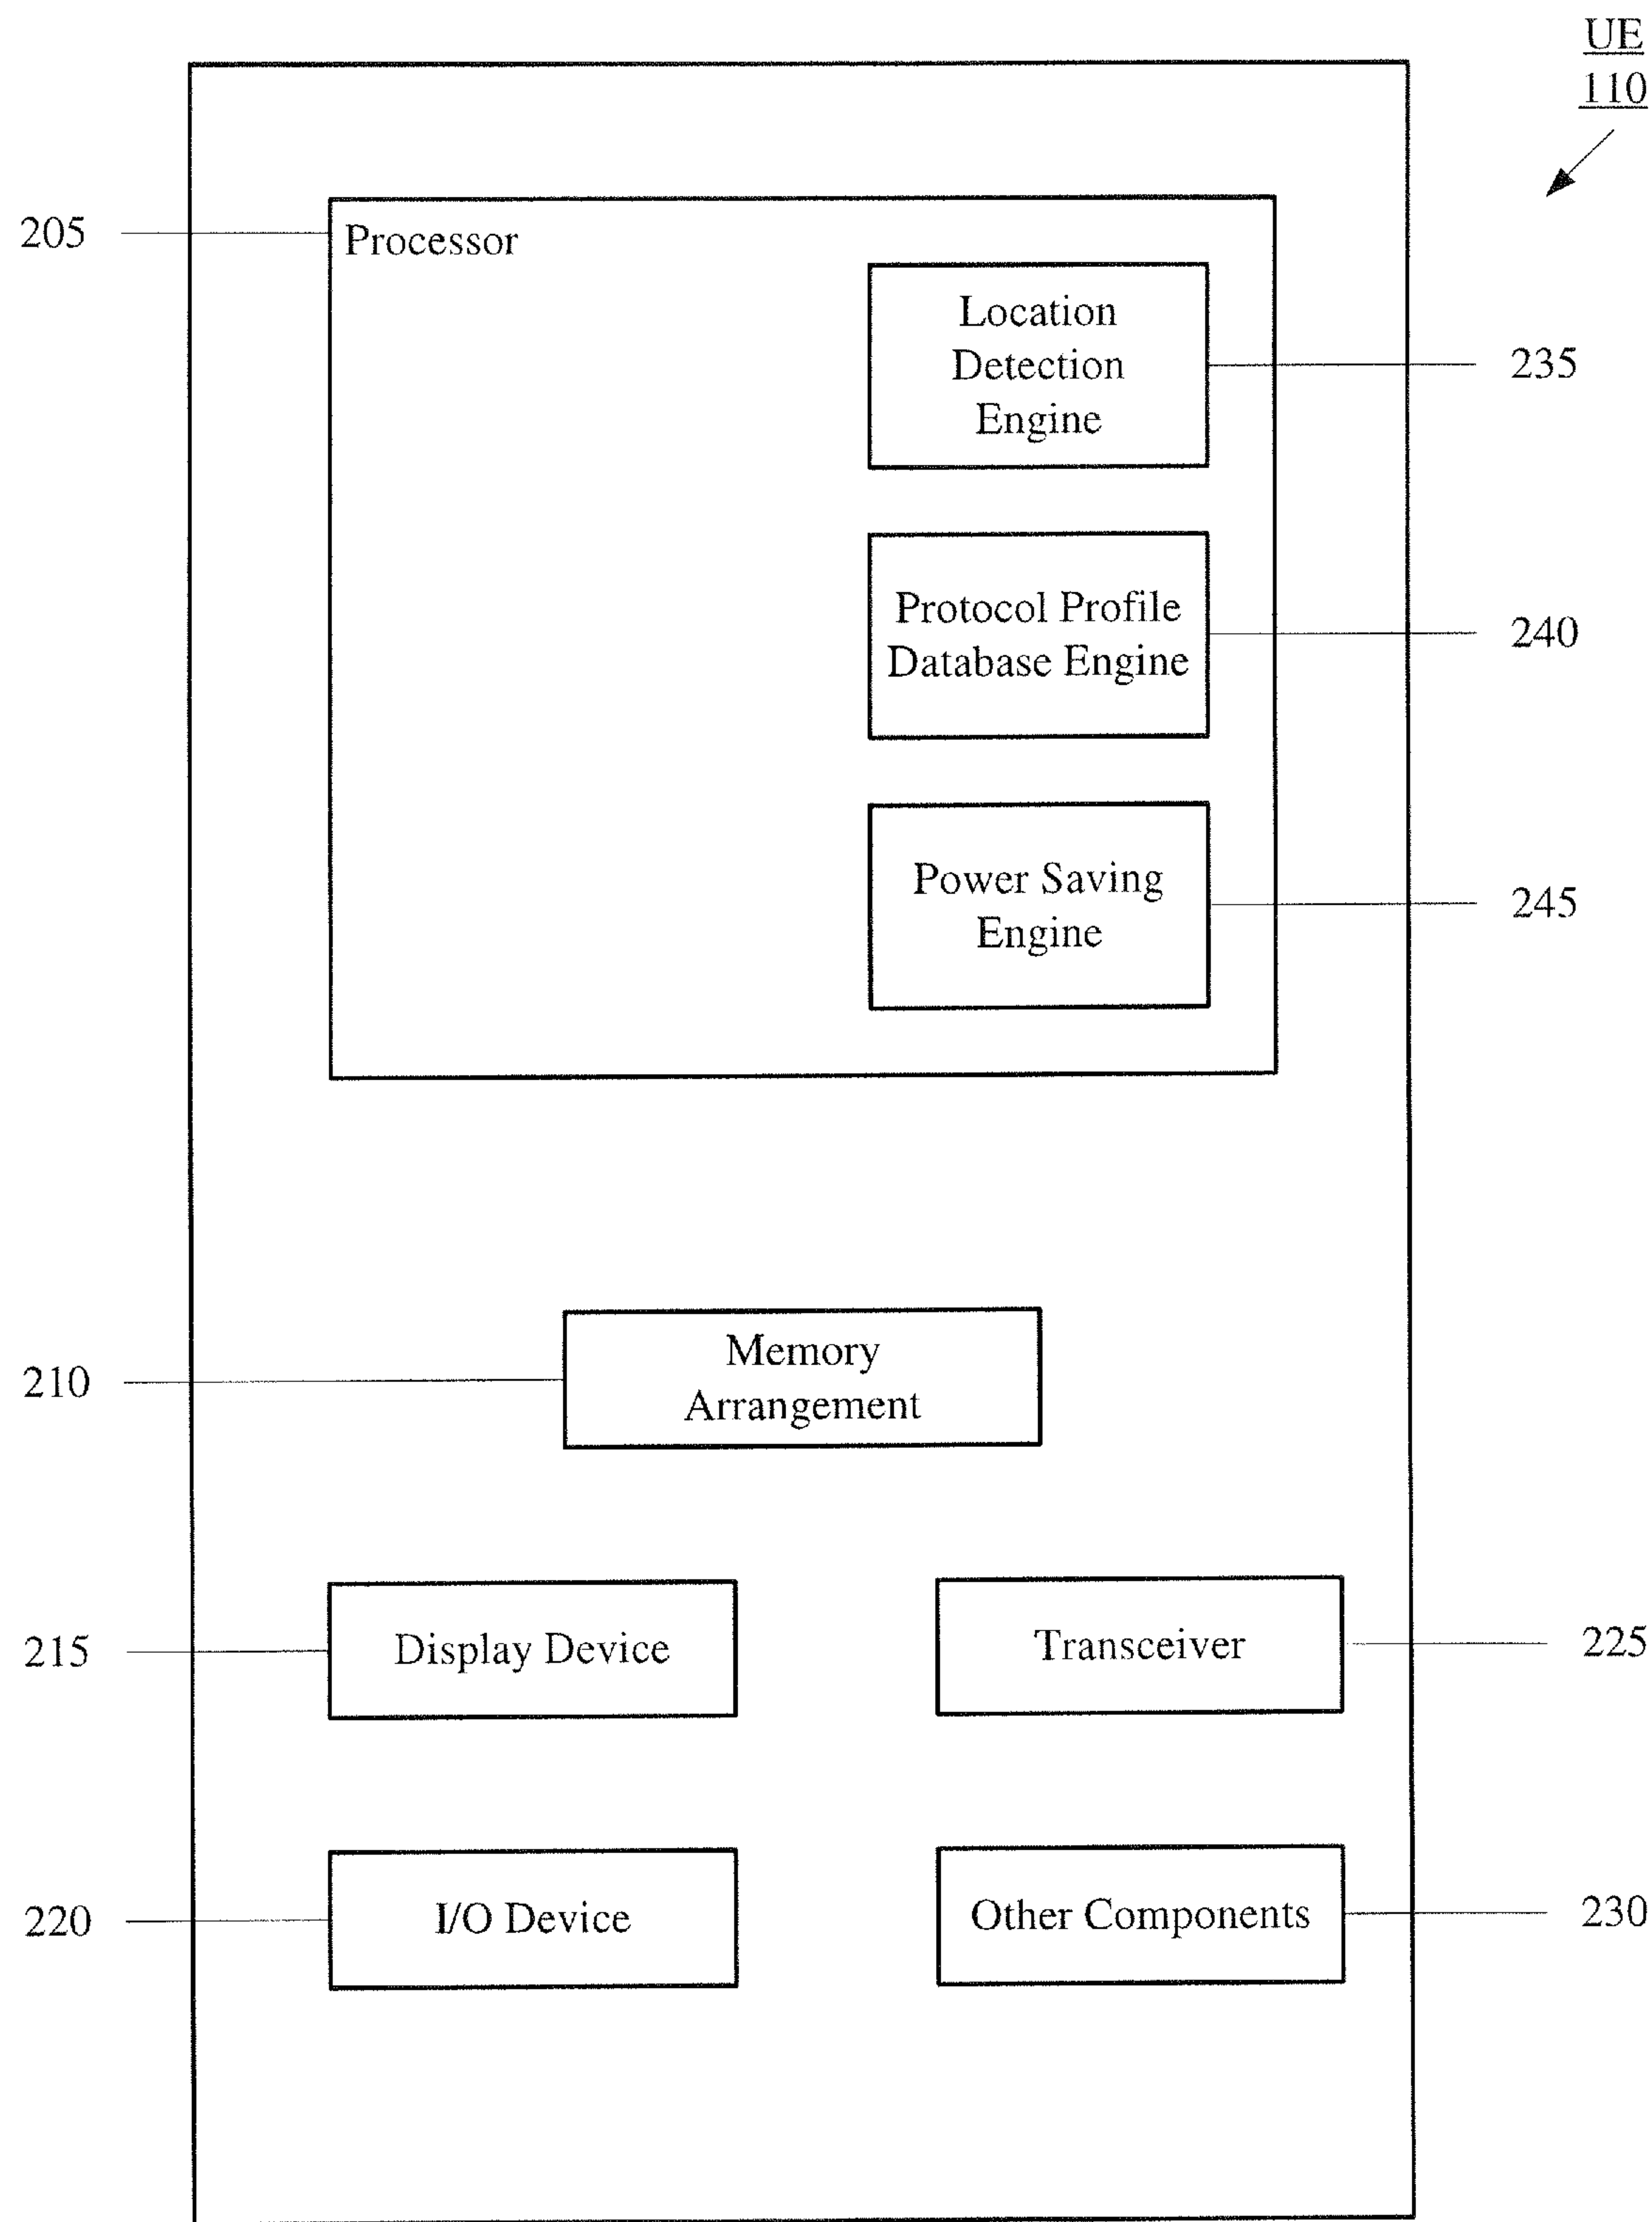 UE
110
205
Processor
Location
Detection
Engine
235
Protocol Profile
Database Engine
240
Power Saving
Engine
245
Memory
Arrangement
210
215
Display Device
Transceiver
225
220
I/O Device
Other Components
230